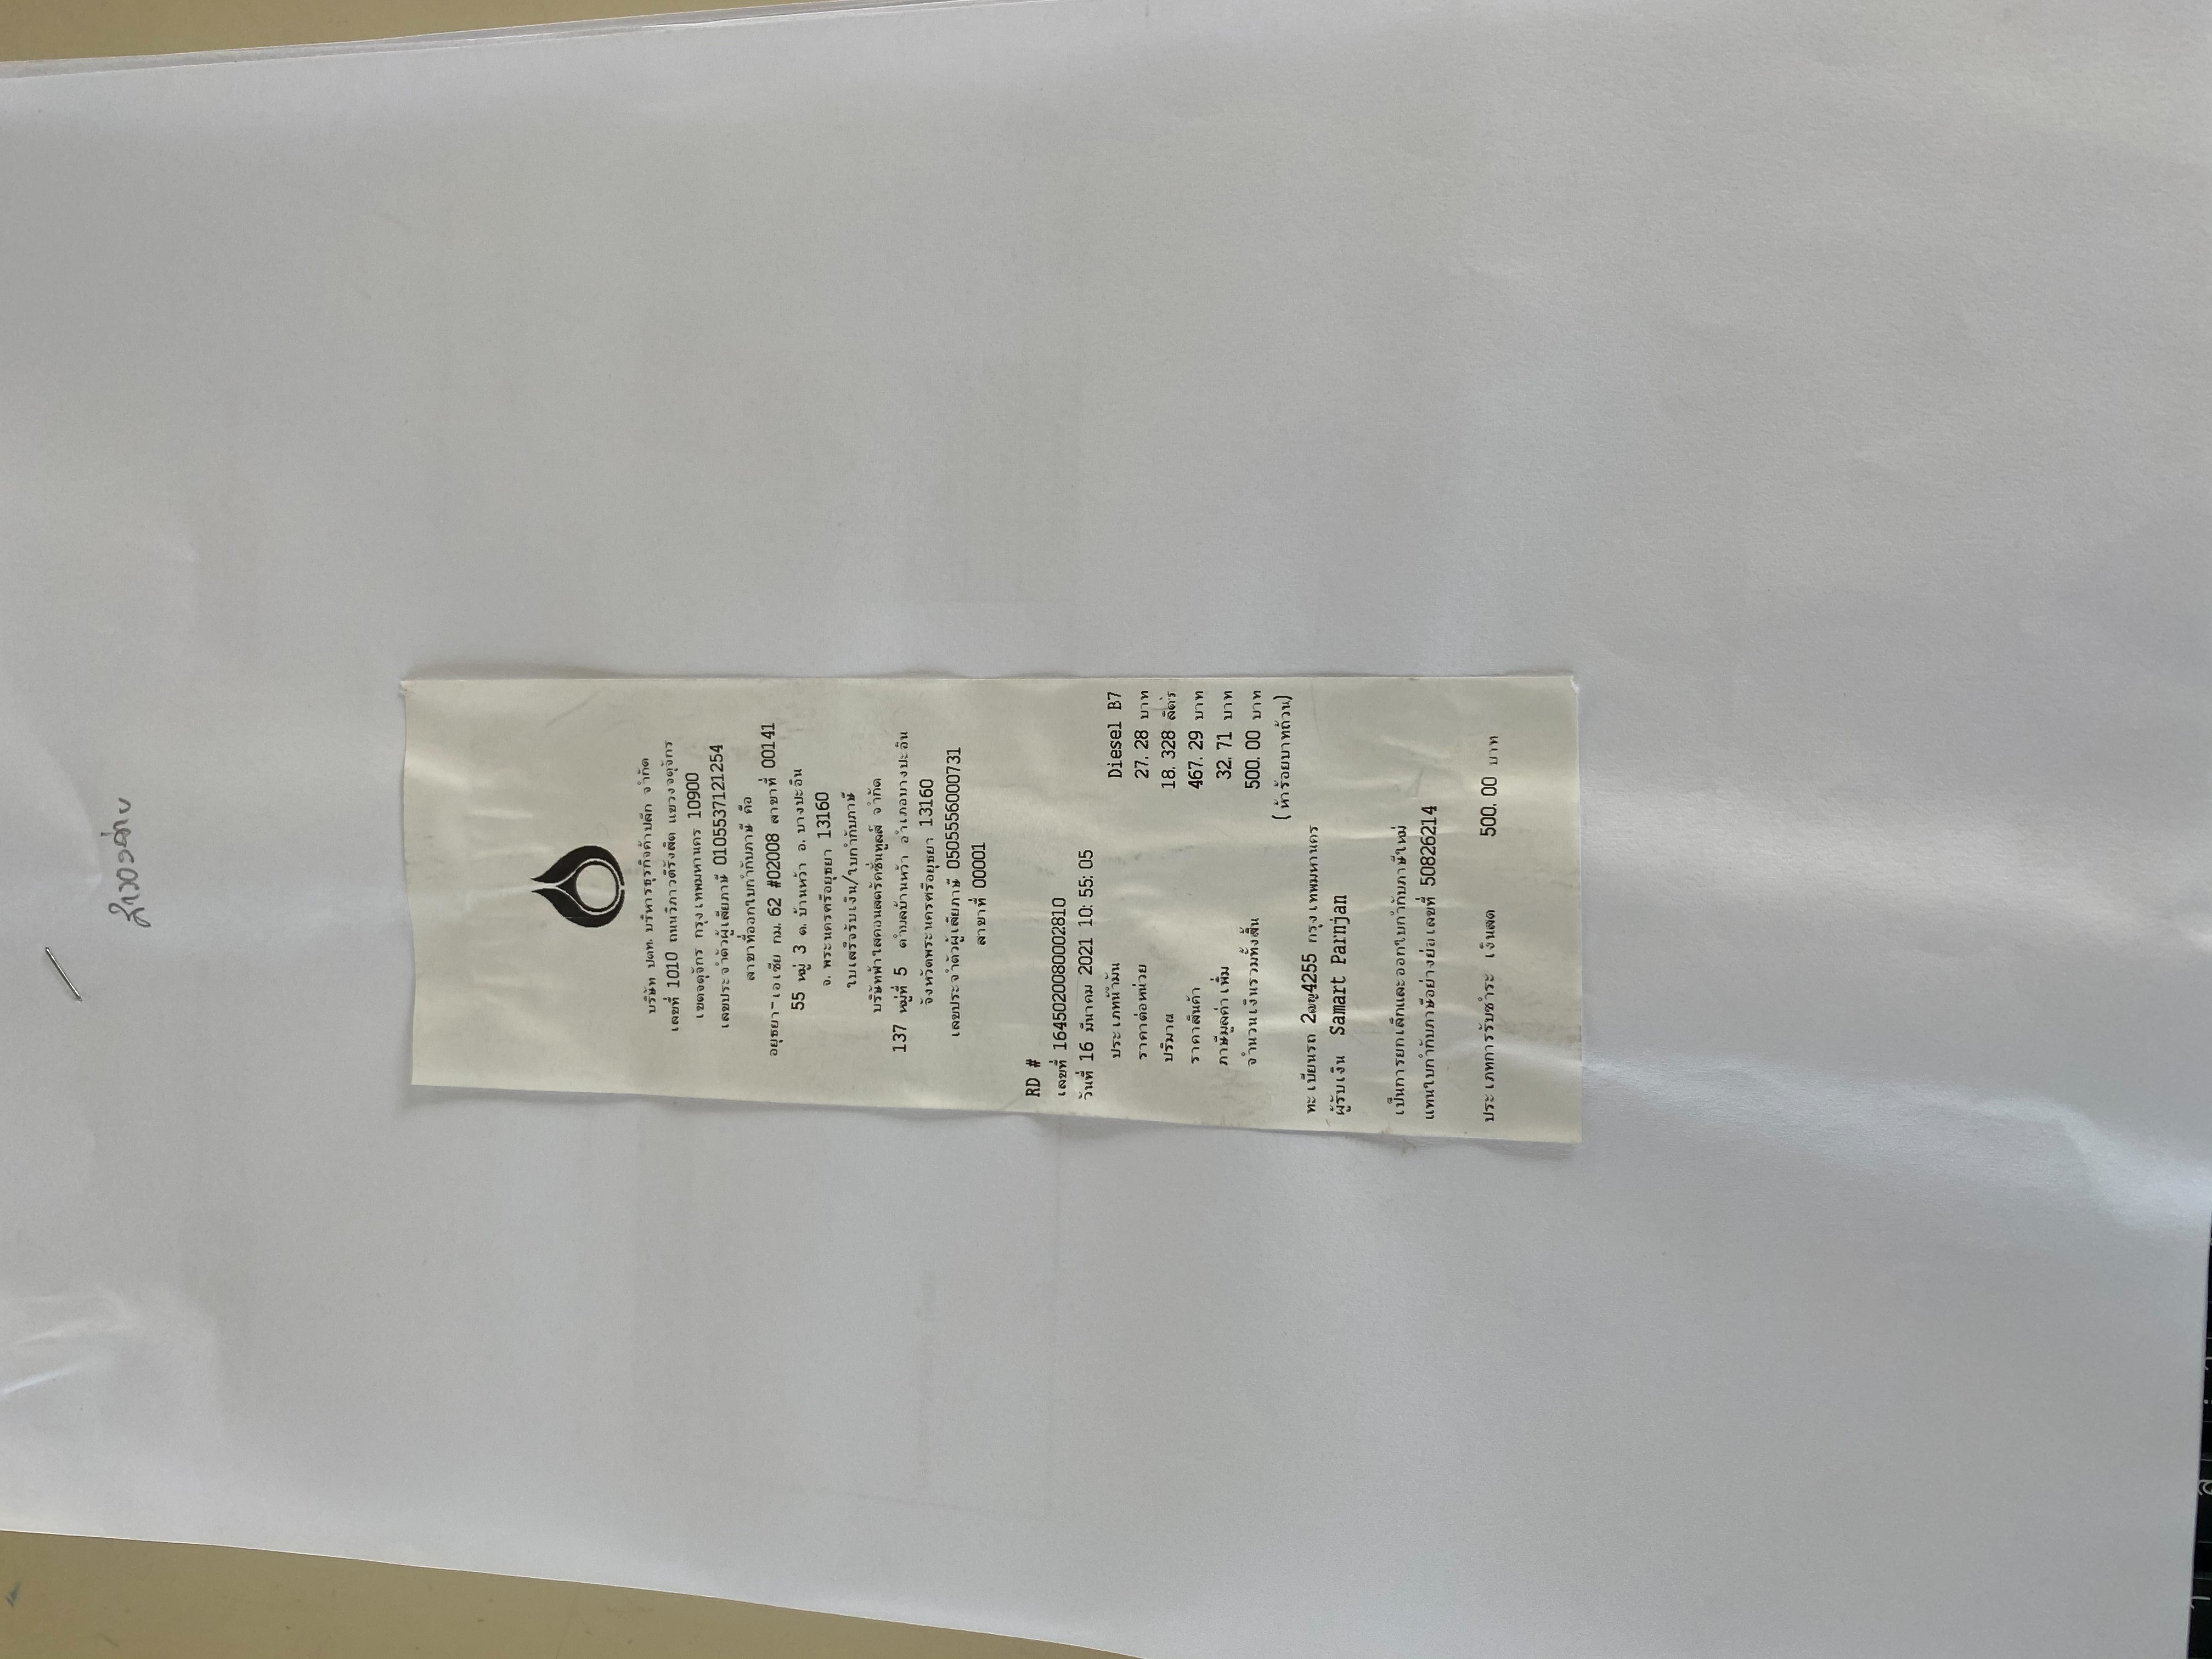 สำรองจ่าย
บริษัท ปตท. บริหารธุรกิจค้าปลีก จำกัด
เลขที่ 1010 ถนนวิภาวดีรังสิต แขวงจตุจักร
เขตจตุจักร กรุงเทพมหานคร 10900
เลขประจำตัวผู้เสียภาษี 0105537121254
สาขาที่ออกใบกำกับภาษี คือ
อยุธยา-เอเซีย กม. 62 #02008 สาขาที่ 00141
55 หมู่ 3 ต. บ้านหว้า อ. บางปะอิน
จ. พระนครศรีอยุธยา 13160
ใบเสร็จรับเงิน/ใบกำกับภาษี
บริษัทฟ้าใสคอนสตรัคชั่นทูลส์ จำกัด
137 หมู่ที่ 5 ตำบลบ้านหว้า อำเภอบางปะอิน
จังหวัดพระนครศรีอยุธยา 13160
เลขประจำตัวผู้เสียภาษี 0505556000731
สาขาที่ 00001
RD #
เลขที่ 1645020080002810
วันที่ 16 มีนาคม 2021 10:55:05
ประเภทน้ำมัน Diesel B7
ราคาต่อหน่วย 27.28 บาท
ปริมาณ 18.328 ลิตร
ราคาสินค้า 467.29 บาท
ภาษีมูลค่าเพิ่ม 32.71 บาท
จำนวนเงินรวมทั้งสิ้น 500.00 บาท
(ห้าร้อยบาทถ้วน)
ทะเบียนรถ 2ฒญ4255 กรุงเทพมหานคร
ผู้รับเงิน Samart Parnjan
เป็นการยกเลิกและออกใบกำกับภาษีใหม่
แทนใบกำกับภาษีอย่างย่อเลขที่ 50826214
ประเภทการรับชำระ เงินสด 500.00 บาท